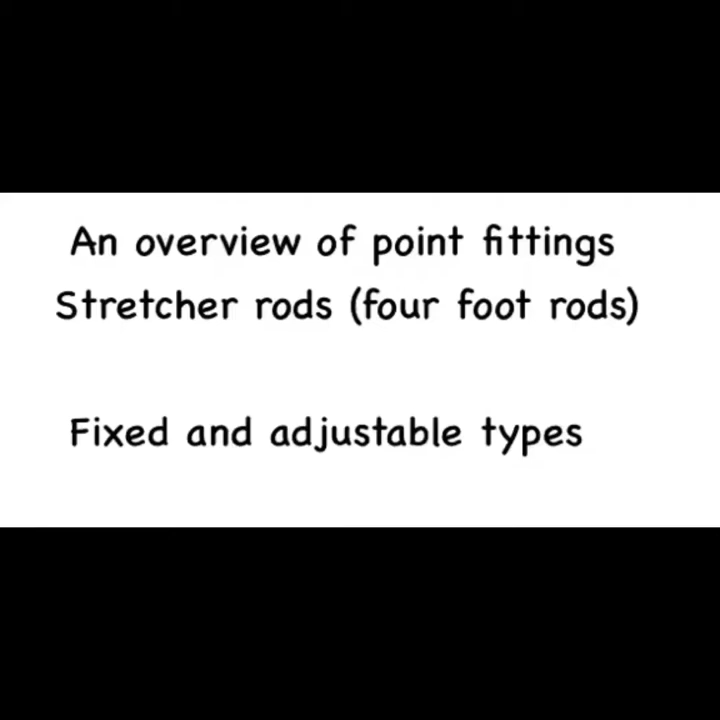 An overview of point fittings
Stretcher rods (four foot rods)
Fixed and adjustable types